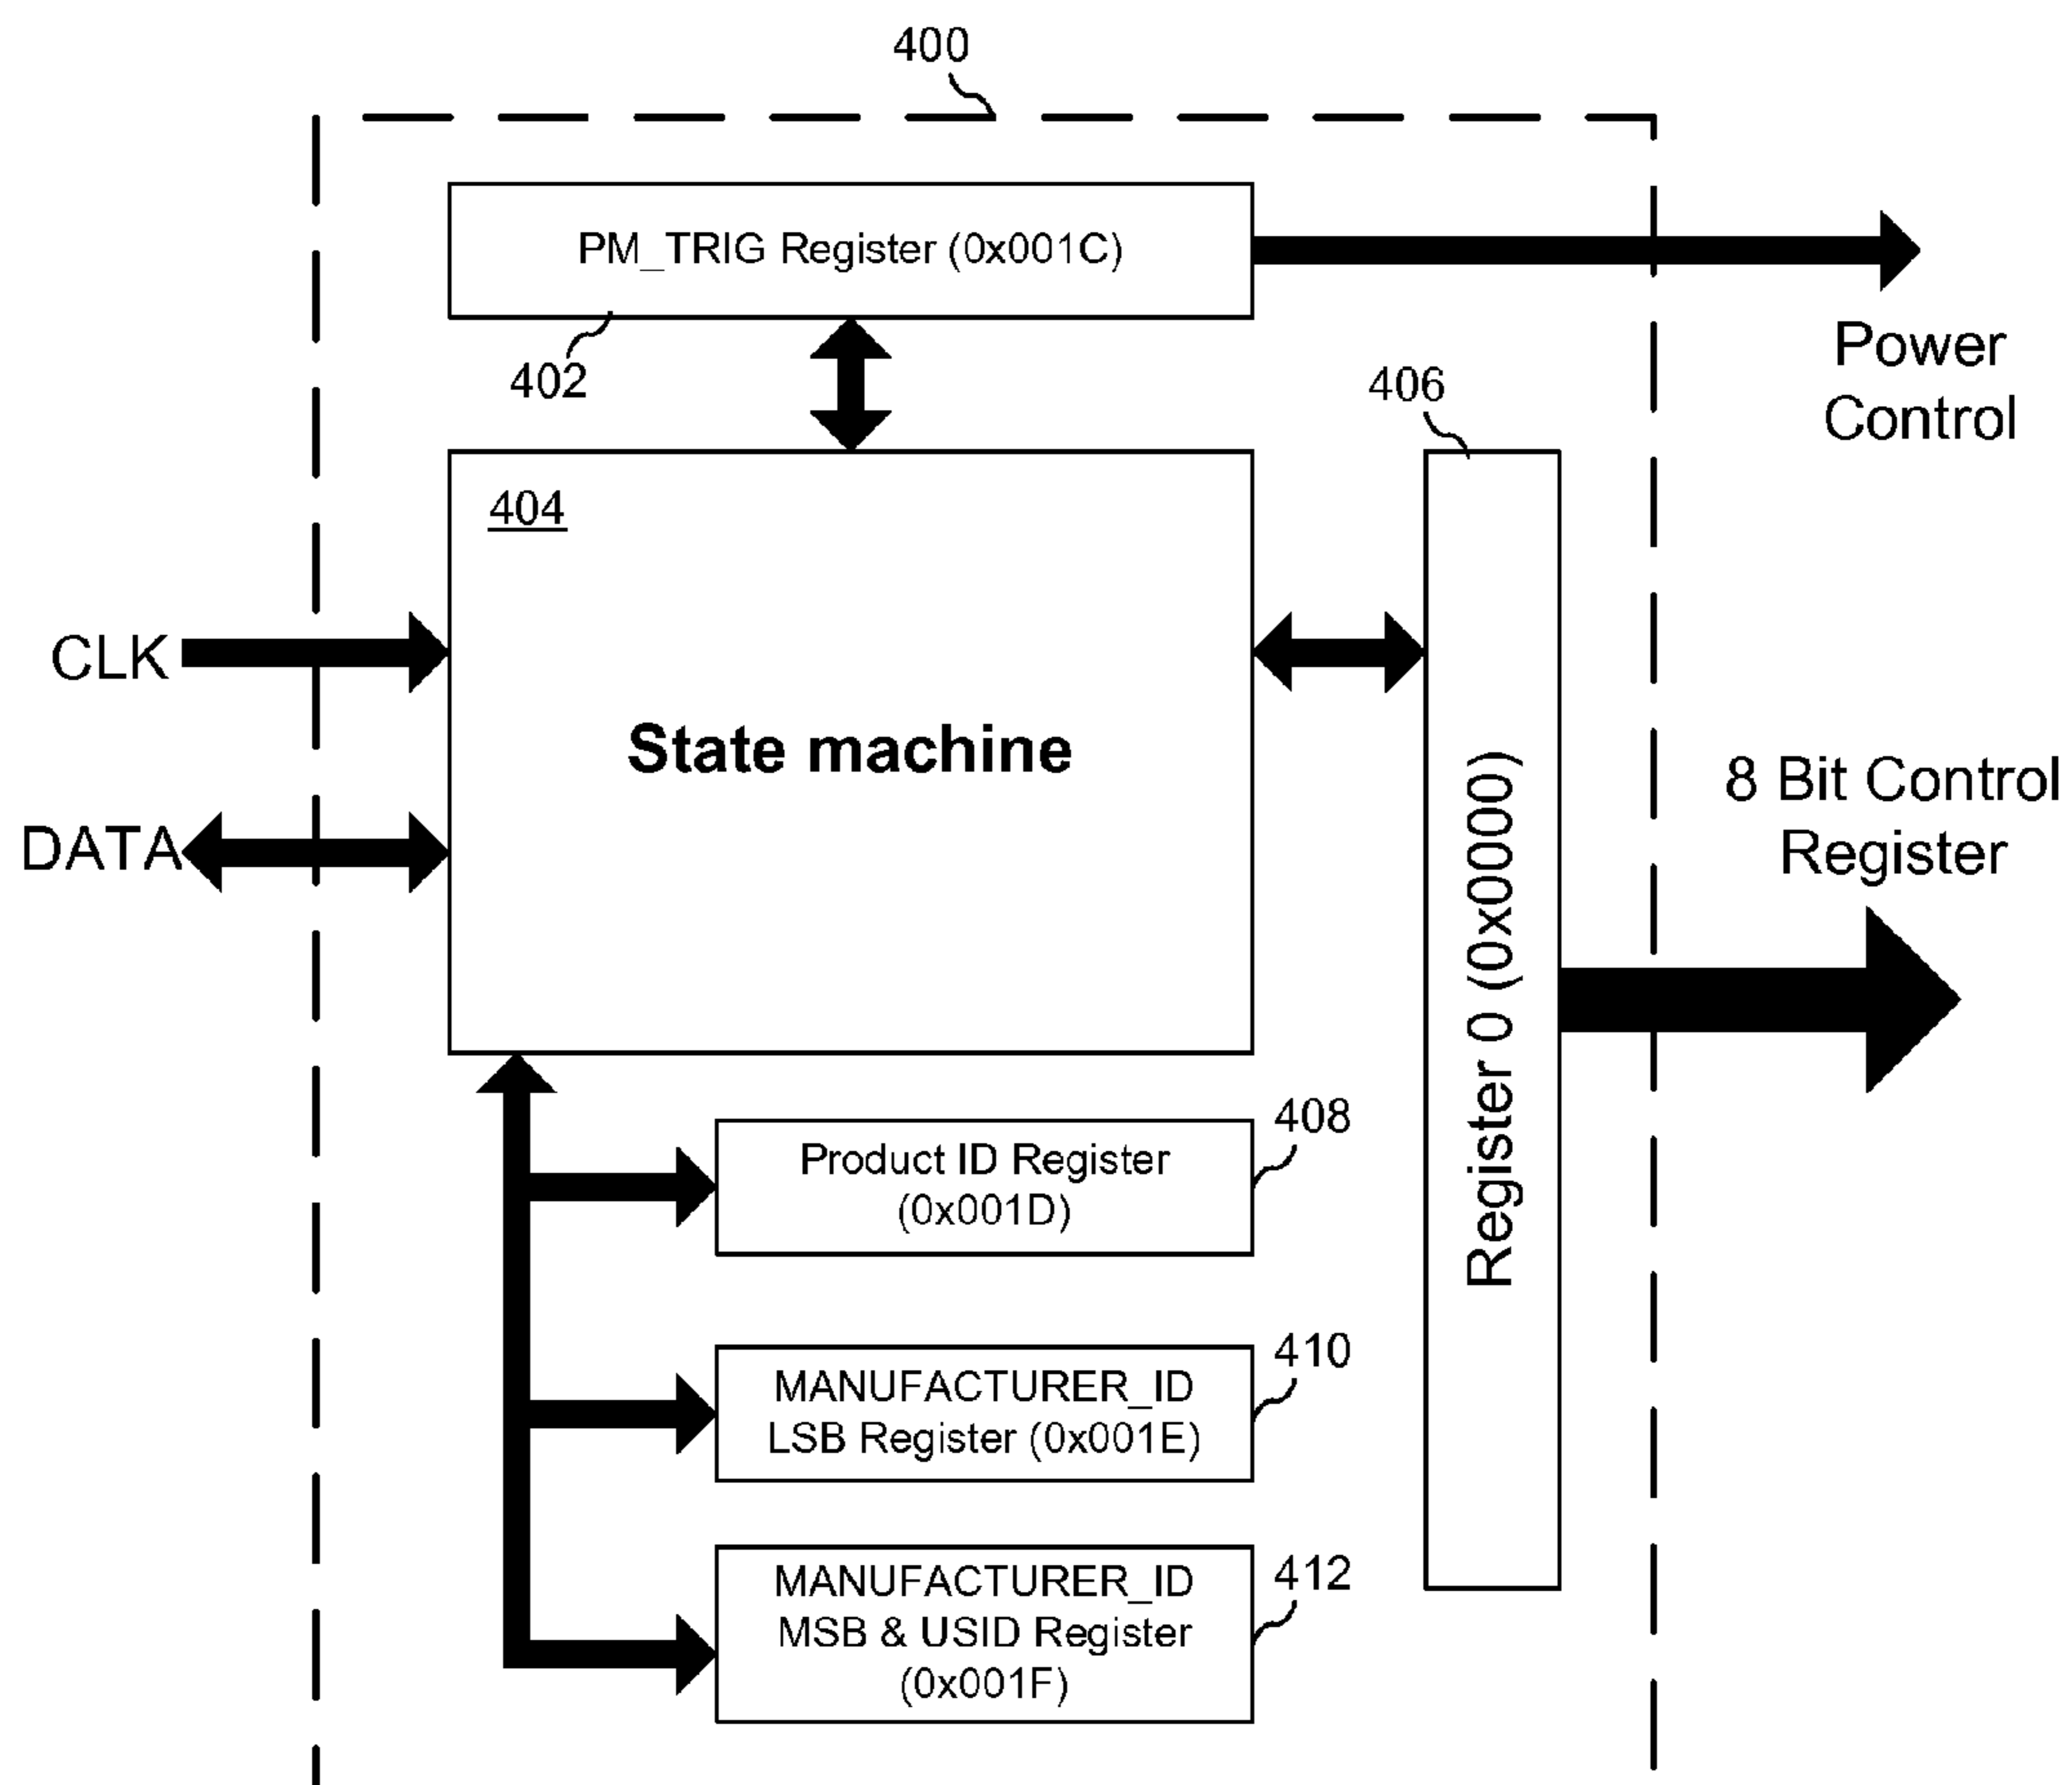 400
PM_TRIG Register (0x001C)
402
Power
Control
406
404
CLK
State machine
DATA
Register 0 (0x0000)
8 Bit Control
Register
408
Product ID Register
(0x001D)
410
MANUFACTURER_ID
LSB Register (0x001E)
412
MANUFACTURER_ID
MSB & USID Register
(0x001F)